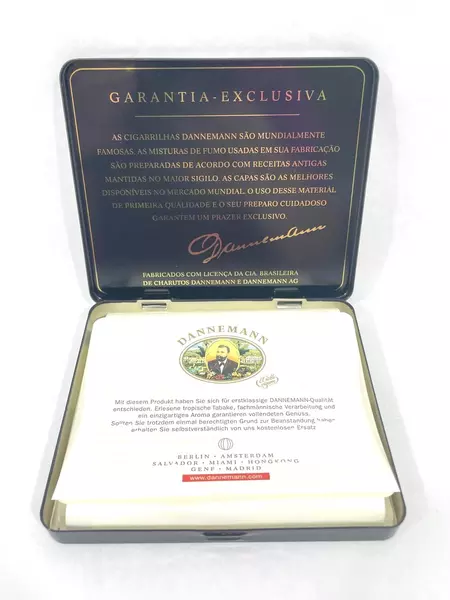 GARANTIA-EXCLUSIVA
AS CIGARRILHAS DANNEMANN SÃO MUNDIALMENTE
FAMOSAS. AS MISTURAS DE FUMO USADAS EM SUA FABRICAÇÃO
SÃO PREPARADAS DE ACORDO COM RECEITAS ANTIGAS
MANTIDAS NO MAIOR SIGILO. AS CAPAS SÃO AS MELHORES
DISPONÍVEIS NO MERCADO MUNDIAL. O USO DESSE MATERIAL
DE PRIMEIRA QUALIDADE E O SEU PREPARO CUIDADOSO
GARANTEM UM PRAZER EXCLUSIVO.
Dannemann
FABRICADOS COM LICENÇA DA CIA. BRASILEIRA
DE CHARUTOS DANNEMANN E DANNEMANN AG
DANNEMANN
Mit diesem Produkt haben Sie sich für erstklassige DANNEMANN-Qualität
entschieden. Erlesene tropische Tabake, fachmännische Verarbeitung und
ein einzigartiges Aroma garantieren vollendeten Genuss.
Sollten Sie trotzdem einmal berechtigten Grund zur Beanstandung haben
erhalten Sie selbstverständlich von uns kostenlosen Ersatz
BERLIN · AMSTERDAM
SALVADOR · MIAMI · HONGKONG
GENF · MADRID
www.dannemann.com